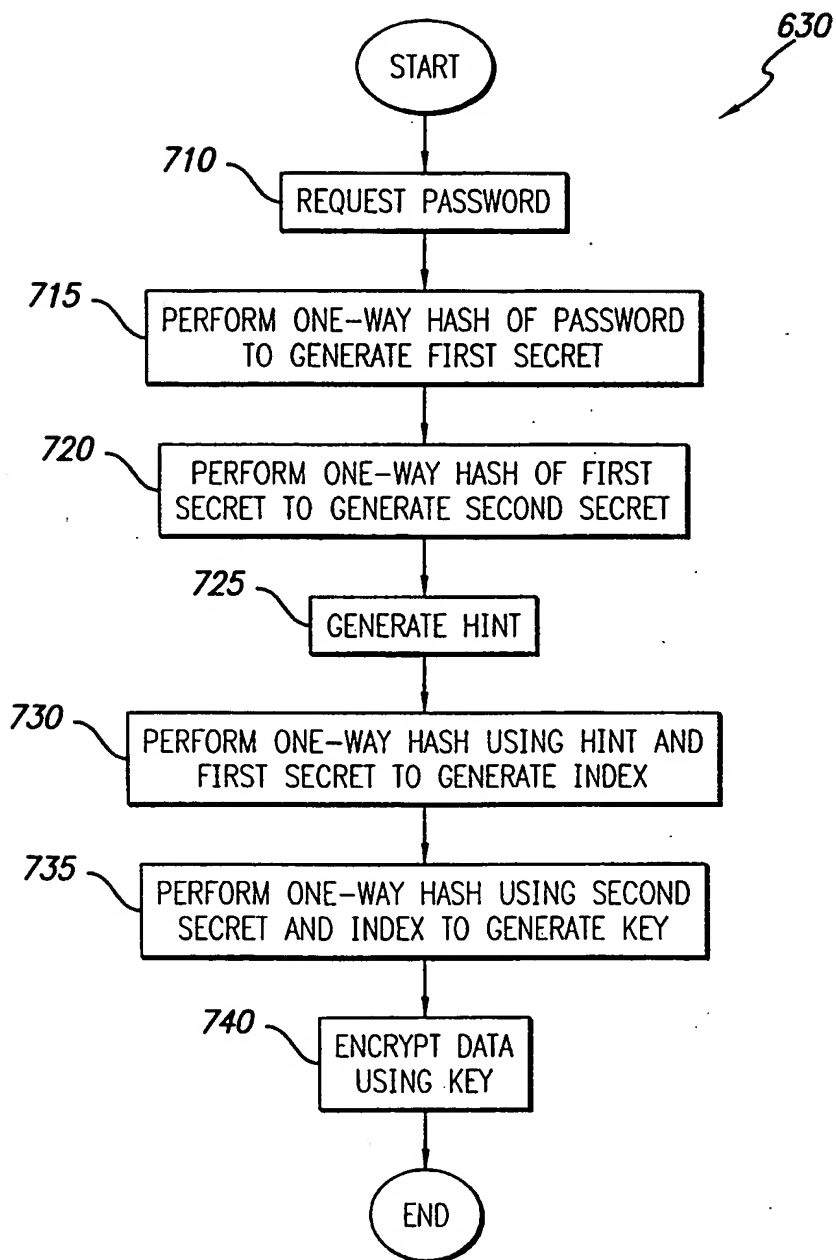 630
START
710
REQUEST PASSWORD
715
PERFORM ONE-WAY HASH OF PASSWORD
TO GENERATE FIRST SECRET
720
PERFORM ONE-WAY HASH OF FIRST
SECRET TO GENERATE SECOND SECRET
725
GENERATE HINT
730
PERFORM ONE-WAY HASH USING HINT AND
FIRST SECRET TO GENERATE INDEX
735
PERFORM ONE-WAY HASH USING SECOND
SECRET AND INDEX TO GENERATE KEY
740
ENCRYPT DATA
USING KEY
END